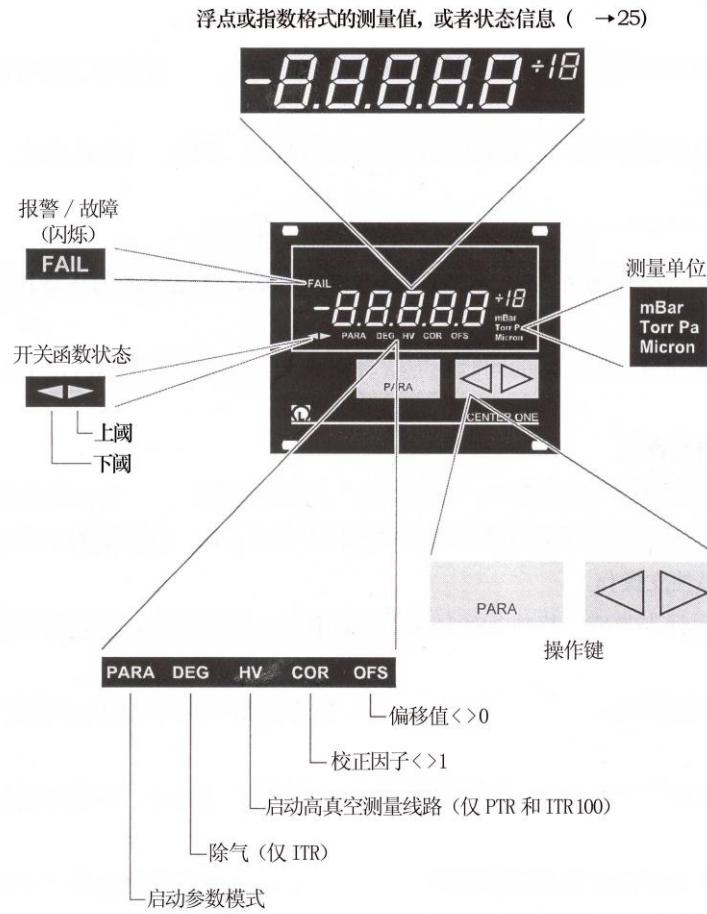 浮点或指数格式的测量值，或者状态信息（ →25）
-8.8.8.8.8 ÷18
报警 / 故障
（闪烁）
FAIL
FAIL
-8.8.8.8.8 ÷18
mBar
Torr Pa
Micron
PARA DEG HV COR OFS
测量单位
mBar
Torr Pa
Micron
开关函数状态
上阈
下阈
PARA
CENTER ONE
PARA
操作键
PARA DEG HV COR OFS
偏移值< >0
校正因子< >1
启动高真空测量线路（仅 PTR 和 ITR100）
除气（仅 ITR）
启动参数模式